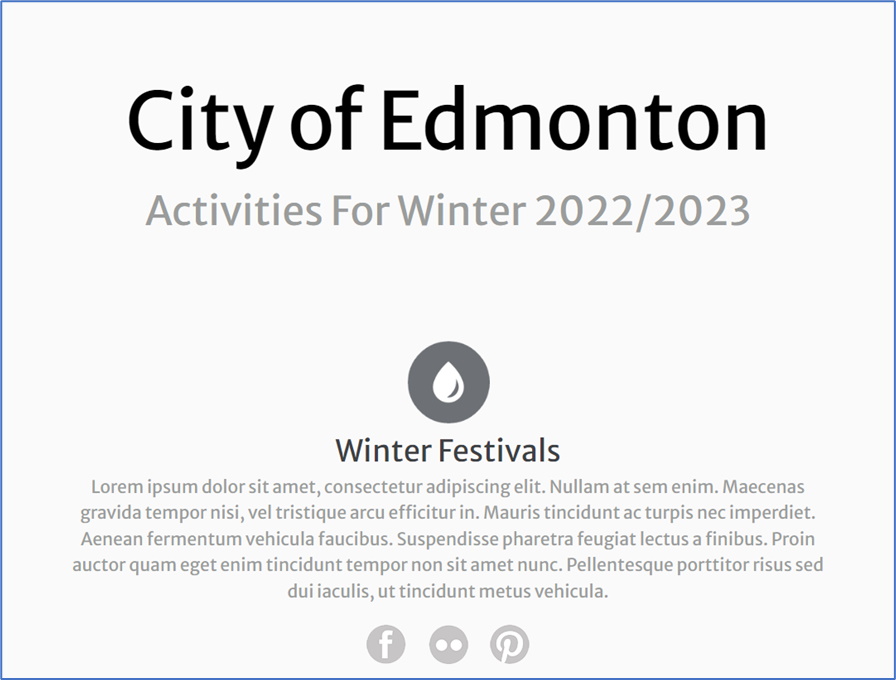 City of Edmonton
Activities For Winter 2022/2023
Winter Festivals
Lorem ipsum dolor sit amet, consectetur adipiscing elit. Nullam at sem enim. Maecenas
gravida tempor nisi, vel tristique arcu efficitur in. Mauris tincidunt ac turpis nec imperdiet.
Aenean fermentum vehicula faucibus. Suspendisse pharetra feugiat lectus a finibus. Proin
auctor quam eget enim tincidunt tempor non sit amet nunc. Pellentesque porttitor risus sed
dui iaculis, ut tincidunt metus vehicula.